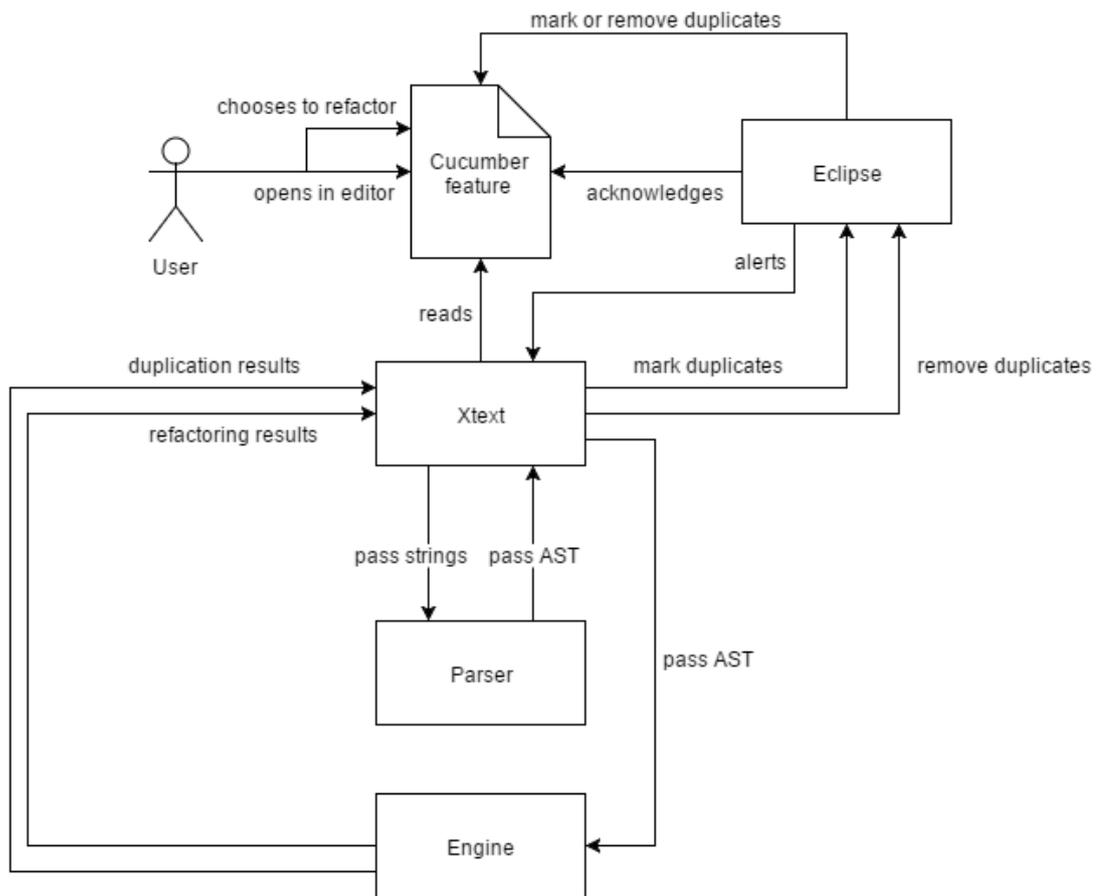 mark or remove duplicates
chooses to refactor
Cucumber
feature
Eclipse
opens in editor
acknowledges
User
alerts
reads
duplication results
mark duplicates
remove duplicates
Xtext
refactoring results
pass strings
pass AST
pass AST
Parser
Engine